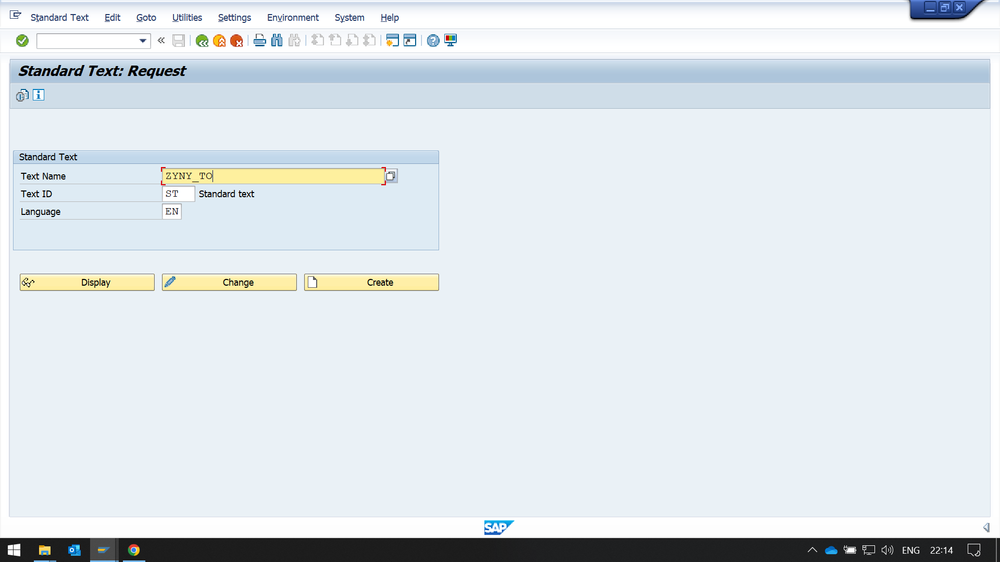 Standard Text Edit Goto Utilities Settings Environment System Help
Standard Text: Request
Standard Text
Text Name ZYNY_TO
Text ID ST Standard text
Language EN
Display Change Create
SAP
ENG 22:14